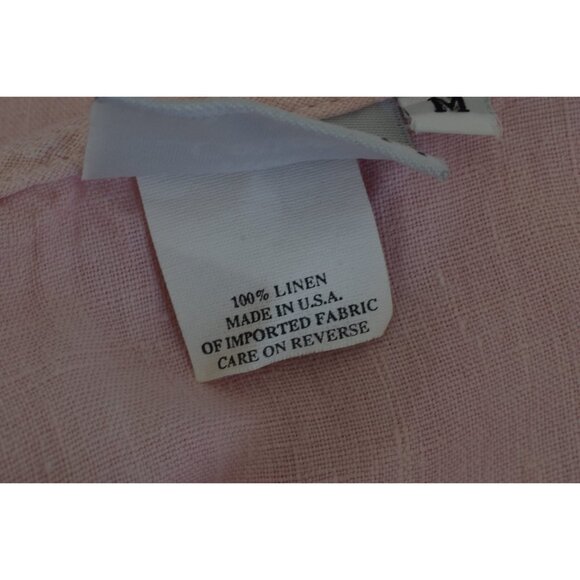 M
100% LINEN
MADE IN U.S.A.
OF IMPORTED FABRIC
CARE ON REVERSE